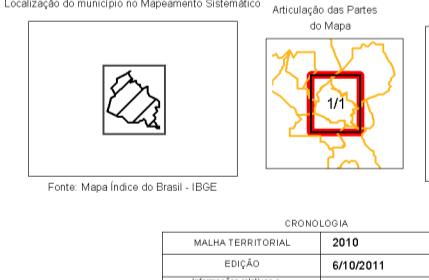 Localização do município no Mapeamento Sistemático
Articulação das Partes
do Mapa
1/1
Fonte: Mapa Índice do Brasil - IBGE
CRONOLOGIA
MALHA TERRITORIAL 2010
EDIÇÃO 6/10/2011